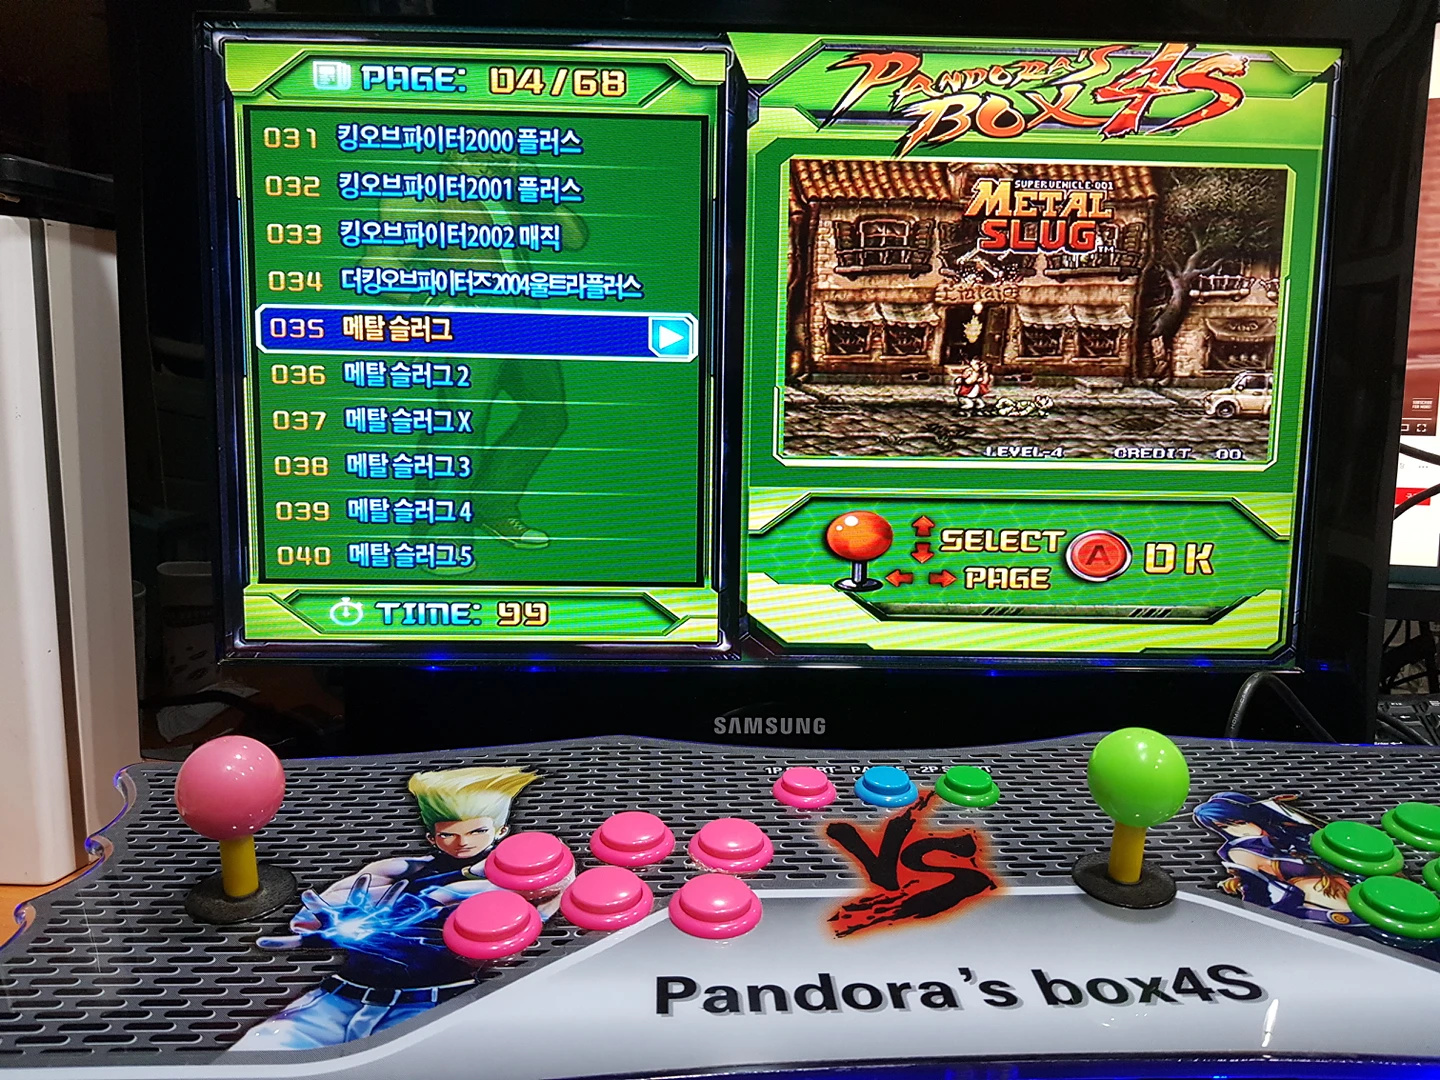 PAGE: 04/68
031 킹오브파이터2000 플러스
032 킹오브파이터2001 플러스
033 킹오브파이터2002 매직
034 더킹오브파이터즈2004울트라플러스
035 메탈 슬러그
036 메탈 슬러그 2
037 메탈 슬러그 X
038 메탈 슬러그 3
039 메탈 슬러그 4
040 메탈 슬러그 5
TIME: 99
PANDORA'S
BOX 4S
SUPER VEHICLE-001
METAL
SLUG™
LEVEL-4 CREDIT 00
SELECT
PAGE
A OK
SAMSUNG
VS
Pandora's box4S